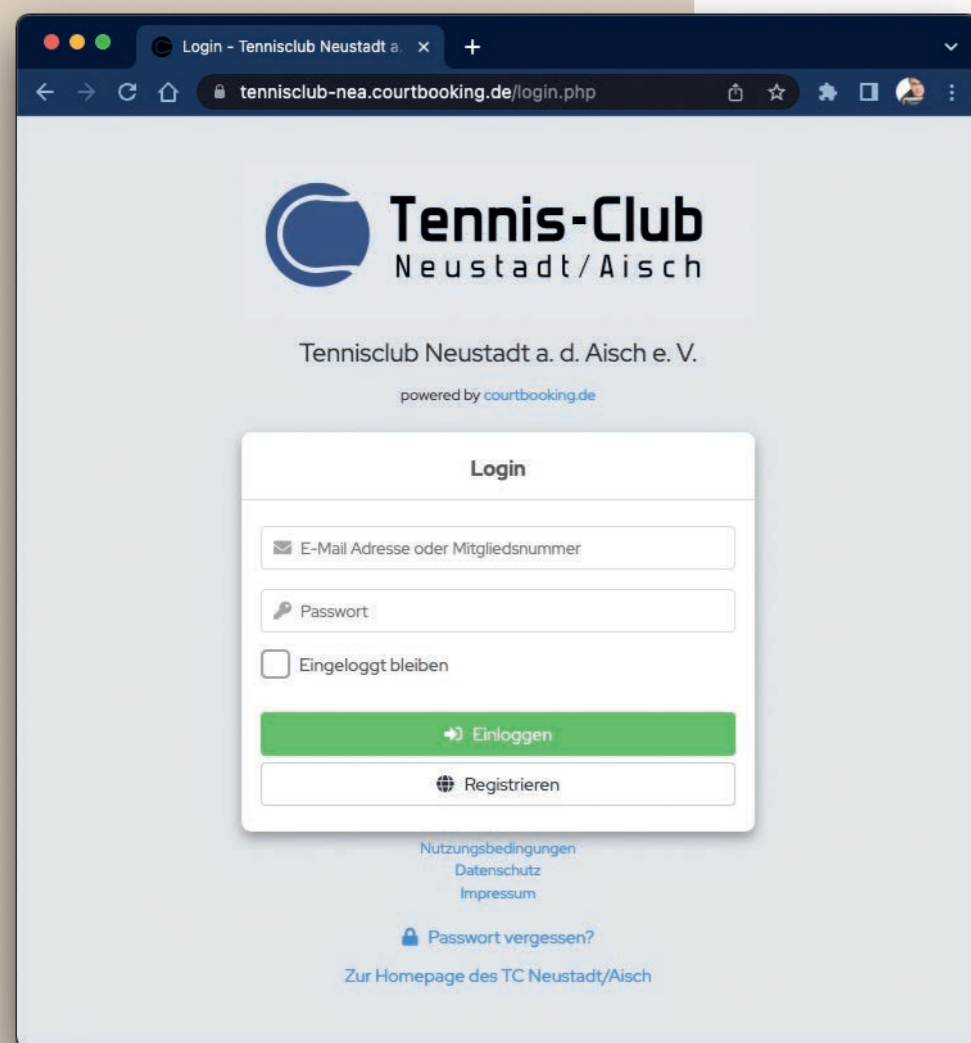 Login - Tennisclub Neustadt a.
tennisclub-nea.courtbooking.de/login.php
Tennis-Club
Neustadt/Aisch
Tennisclub Neustadt a. d. Aisch e. V.
powered by courtbooking.de
Login
E-Mail Adresse oder Mitgliedsnummer
Passwort
Eingeloggt bleiben
Einloggen
Registrieren
Nutzungsbedingungen
Datenschutz
Impressum
Passwort vergessen?
Zur Homepage des TC Neustadt/Aisch